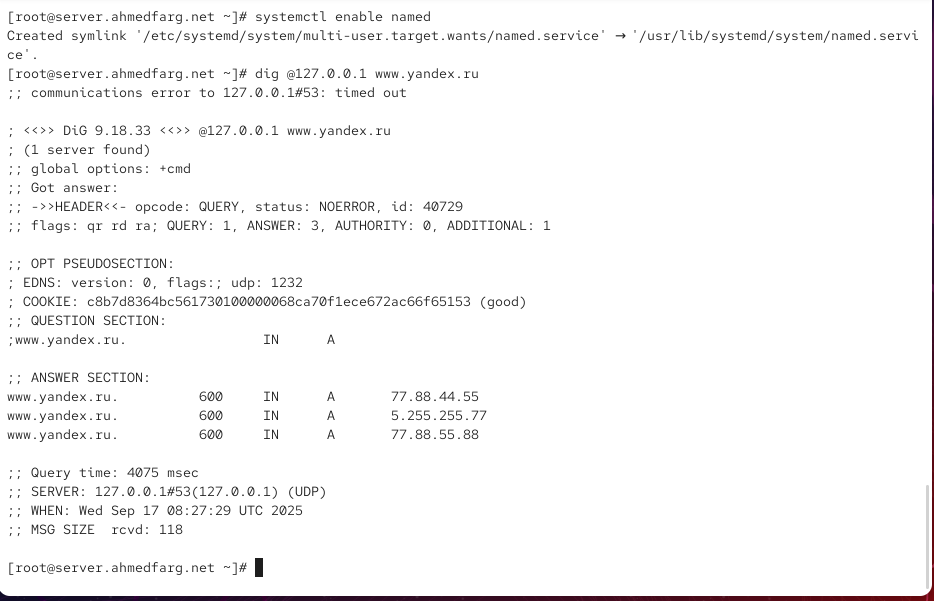 [root@server.ahmedfarg.net ~]# systemctl enable named
Created symlink '/etc/systemd/system/multi-user.target.wants/named.service' → '/usr/lib/systemd/system/named.servi
ce'.
[root@server.ahmedfarg.net ~]# dig @127.0.0.1 www.yandex.ru
;; communications error to 127.0.0.1#53: timed out

; <<>> DiG 9.18.33 <<>> @127.0.0.1 www.yandex.ru
; (1 server found)
;; global options: +cmd
;; Got answer:
;; ->>HEADER<<- opcode: QUERY, status: NOERROR, id: 40729
;; flags: qr rd ra; QUERY: 1, ANSWER: 3, AUTHORITY: 0, ADDITIONAL: 1

;; OPT PSEUDOSECTION:
; EDNS: version: 0, flags:; udp: 1232
; COOKIE: c8b7d8364bc561730100000068ca70f1ece672ac66f65153 (good)
;; QUESTION SECTION:
;www.yandex.ru.                 IN      A

;; ANSWER SECTION:
www.yandex.ru.          600     IN      A       77.88.44.55
www.yandex.ru.          600     IN      A       5.255.255.77
www.yandex.ru.          600     IN      A       77.88.55.88

;; Query time: 4075 msec
;; SERVER: 127.0.0.1#53(127.0.0.1) (UDP)
;; WHEN: Wed Sep 17 08:27:29 UTC 2025
;; MSG SIZE  rcvd: 118

[root@server.ahmedfarg.net ~]#